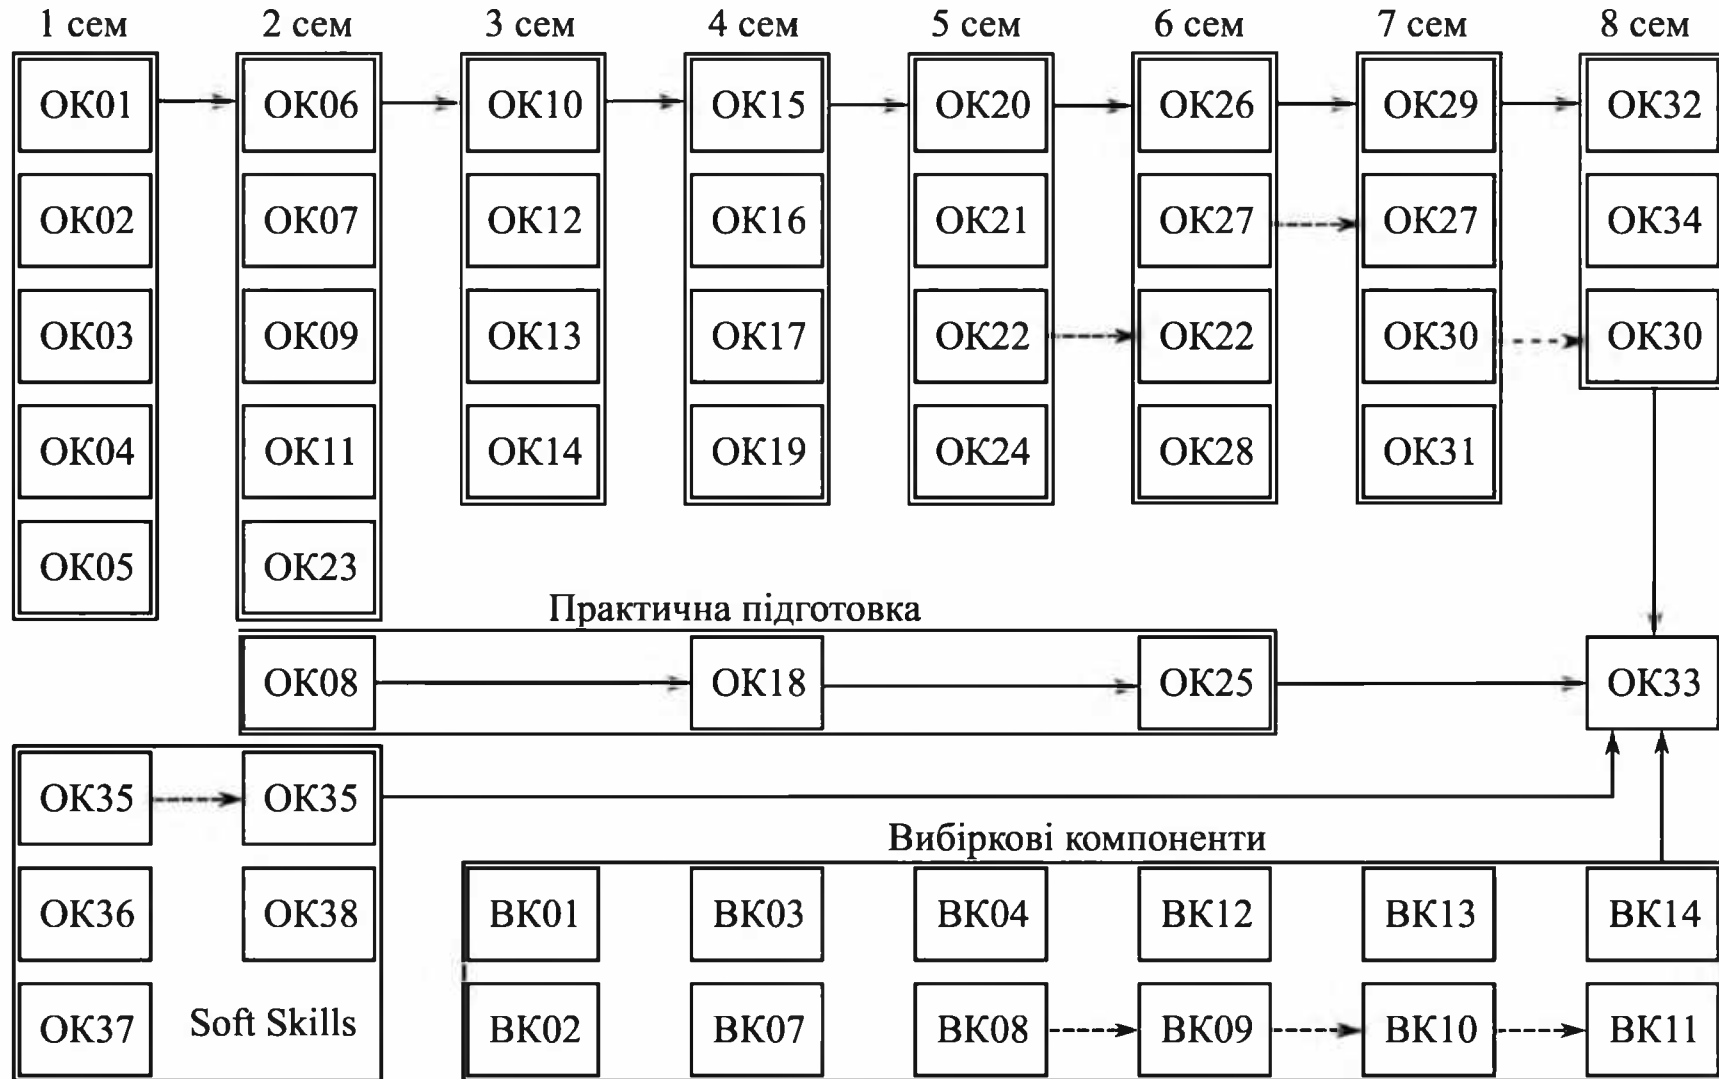 1 сем 2 сем 3 сем 4 сем 5 сем 6 сем 7 сем 8 сем
ОК01 ОК06 ОК10 ОК15 ОК20 ОК26 ОК29 ОК32
ОК02 ОК07 ОК12 ОК16 ОК21 ОК27 ОК27 ОК34
ОК03 ОК09 ОК13 ОК17 ОК22 ОК22 ОК30 ОК30
ОК04 ОК11 ОК14 ОК19 ОК24 ОК28 ОК31
ОК05 ОК23
Практична підготовка
ОК08 ОК18 ОК25 ОК33
ОК35 ОК35
Вибіркові компоненти
ОК36 ОК38 ВК01 ВК03 ВК04 ВК12 ВК13 ВК14
ОК37 Soft Skills ВК02 ВК07 ВК08 ВК09 ВК10 ВК11